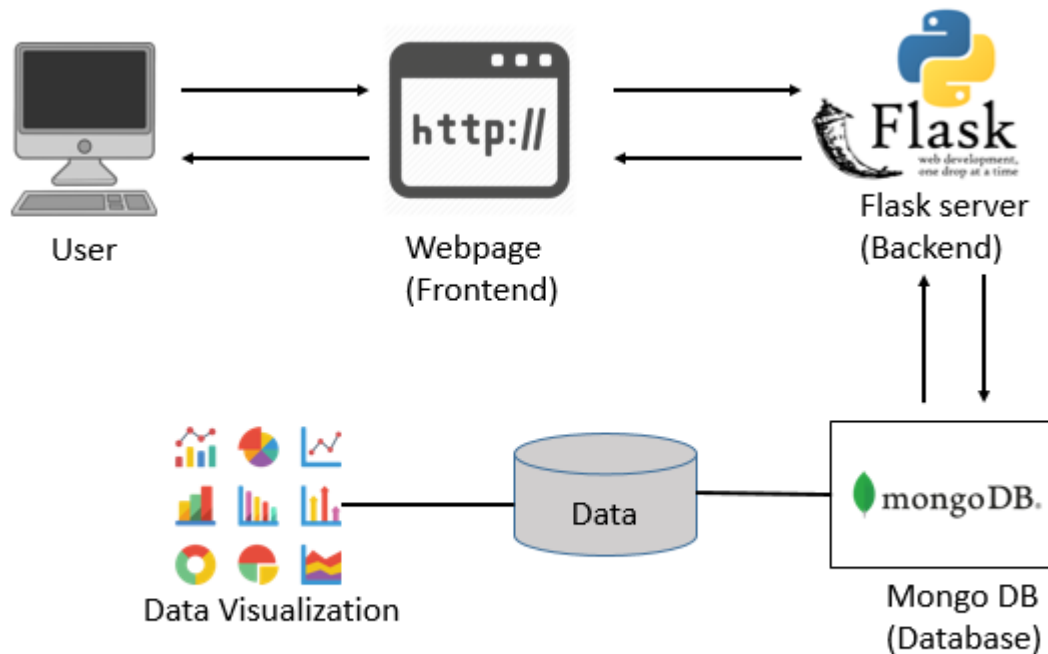 http://
Flask
web development,
one drop at a time
User
Webpage
(Frontend)
Flask server
(Backend)
Data
mongoDB®
Data Visualization
Mongo DB
(Database)